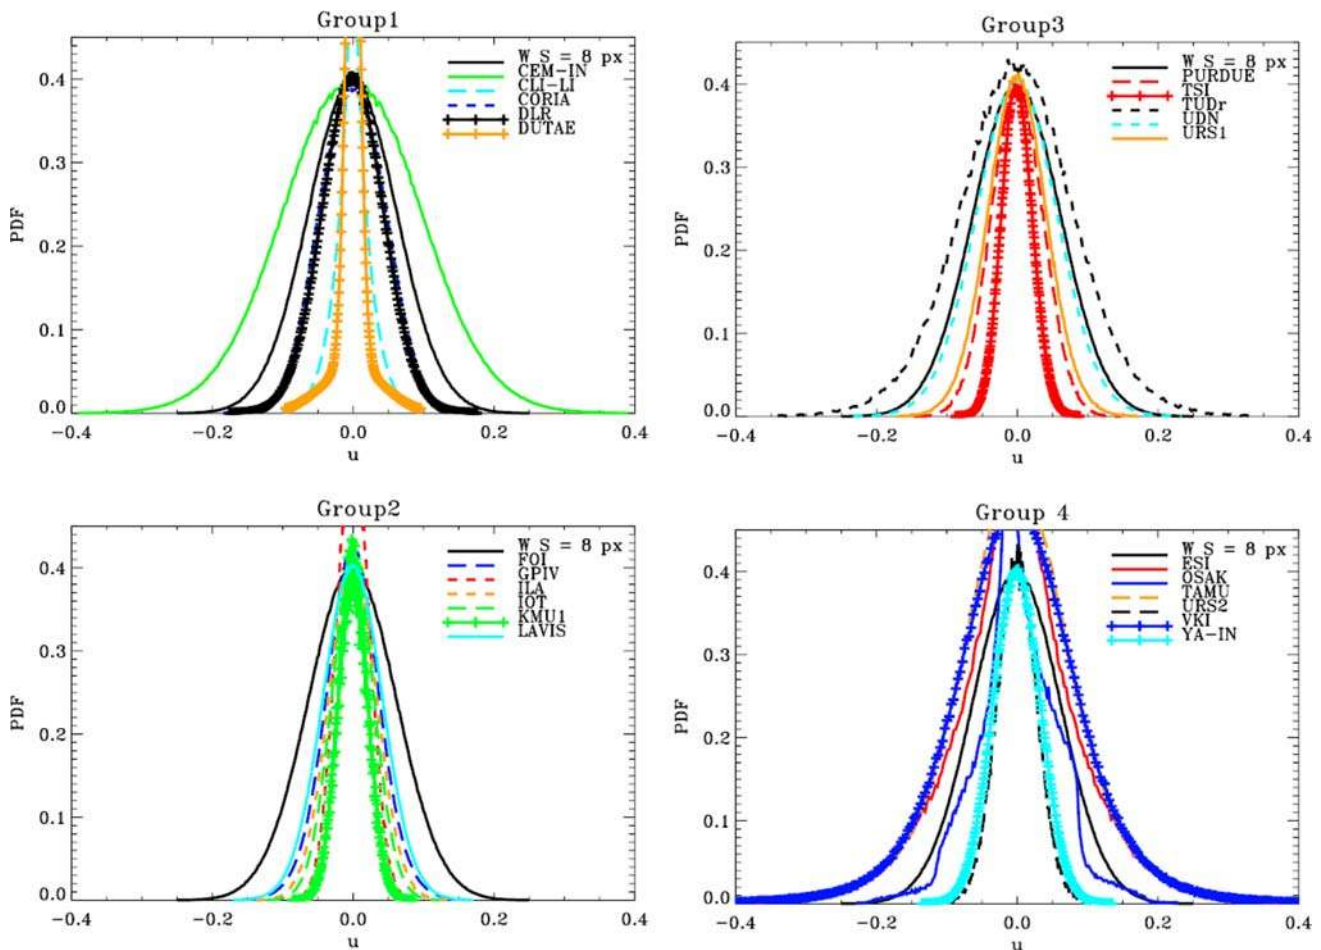 Group1
0.4
0.3
0.2
0.1
0.0
PDF
W S = 8 px
CEM-IN
CLI-LI
CORIA
DLR
DUTAE
-0.4 -0.2 0.0 0.2 0.4
u
Group3
0.4
0.3
0.2
0.1
0.0
PDF
W S = 8 px
PURDUE
TSI
TUDr
UDN
URS1
-0.4 -0.2 0.0 0.2 0.4
u
Group2
0.4
0.3
0.2
0.1
0.0
PDF
W S = 8 px
FOI
GPIV
ILA
IOT
KMU1
LAVIS
-0.4 -0.2 0.0 0.2 0.4
u
Group 4
0.4
0.3
0.2
0.1
0.0
PDF
W S = 8 px
ESI
OSAK
TAMU
URS2
VKI
YA-IN
-0.4 -0.2 0.0 0.2 0.4
u